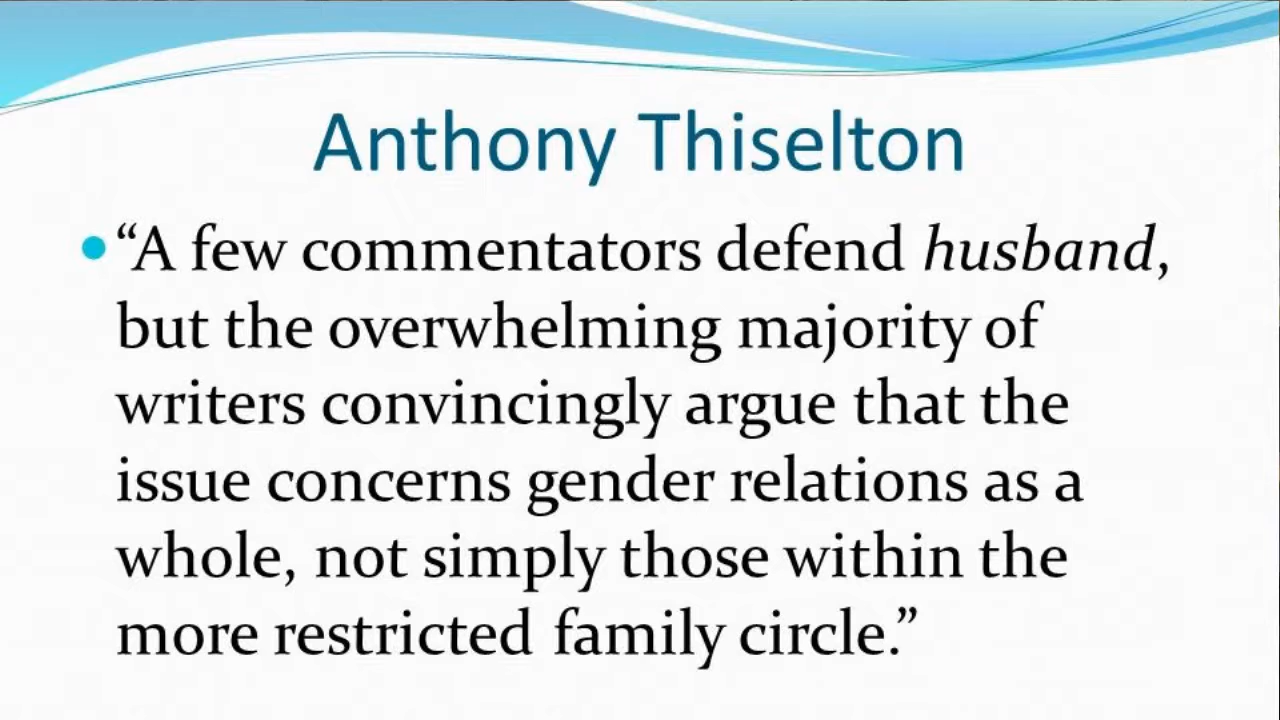 Anthony Thiselton
• “A few commentators defend husband,
but the overwhelming majority of
writers convincingly argue that the
issue concerns gender relations as a
whole, not simply those within the
more restricted family circle.”